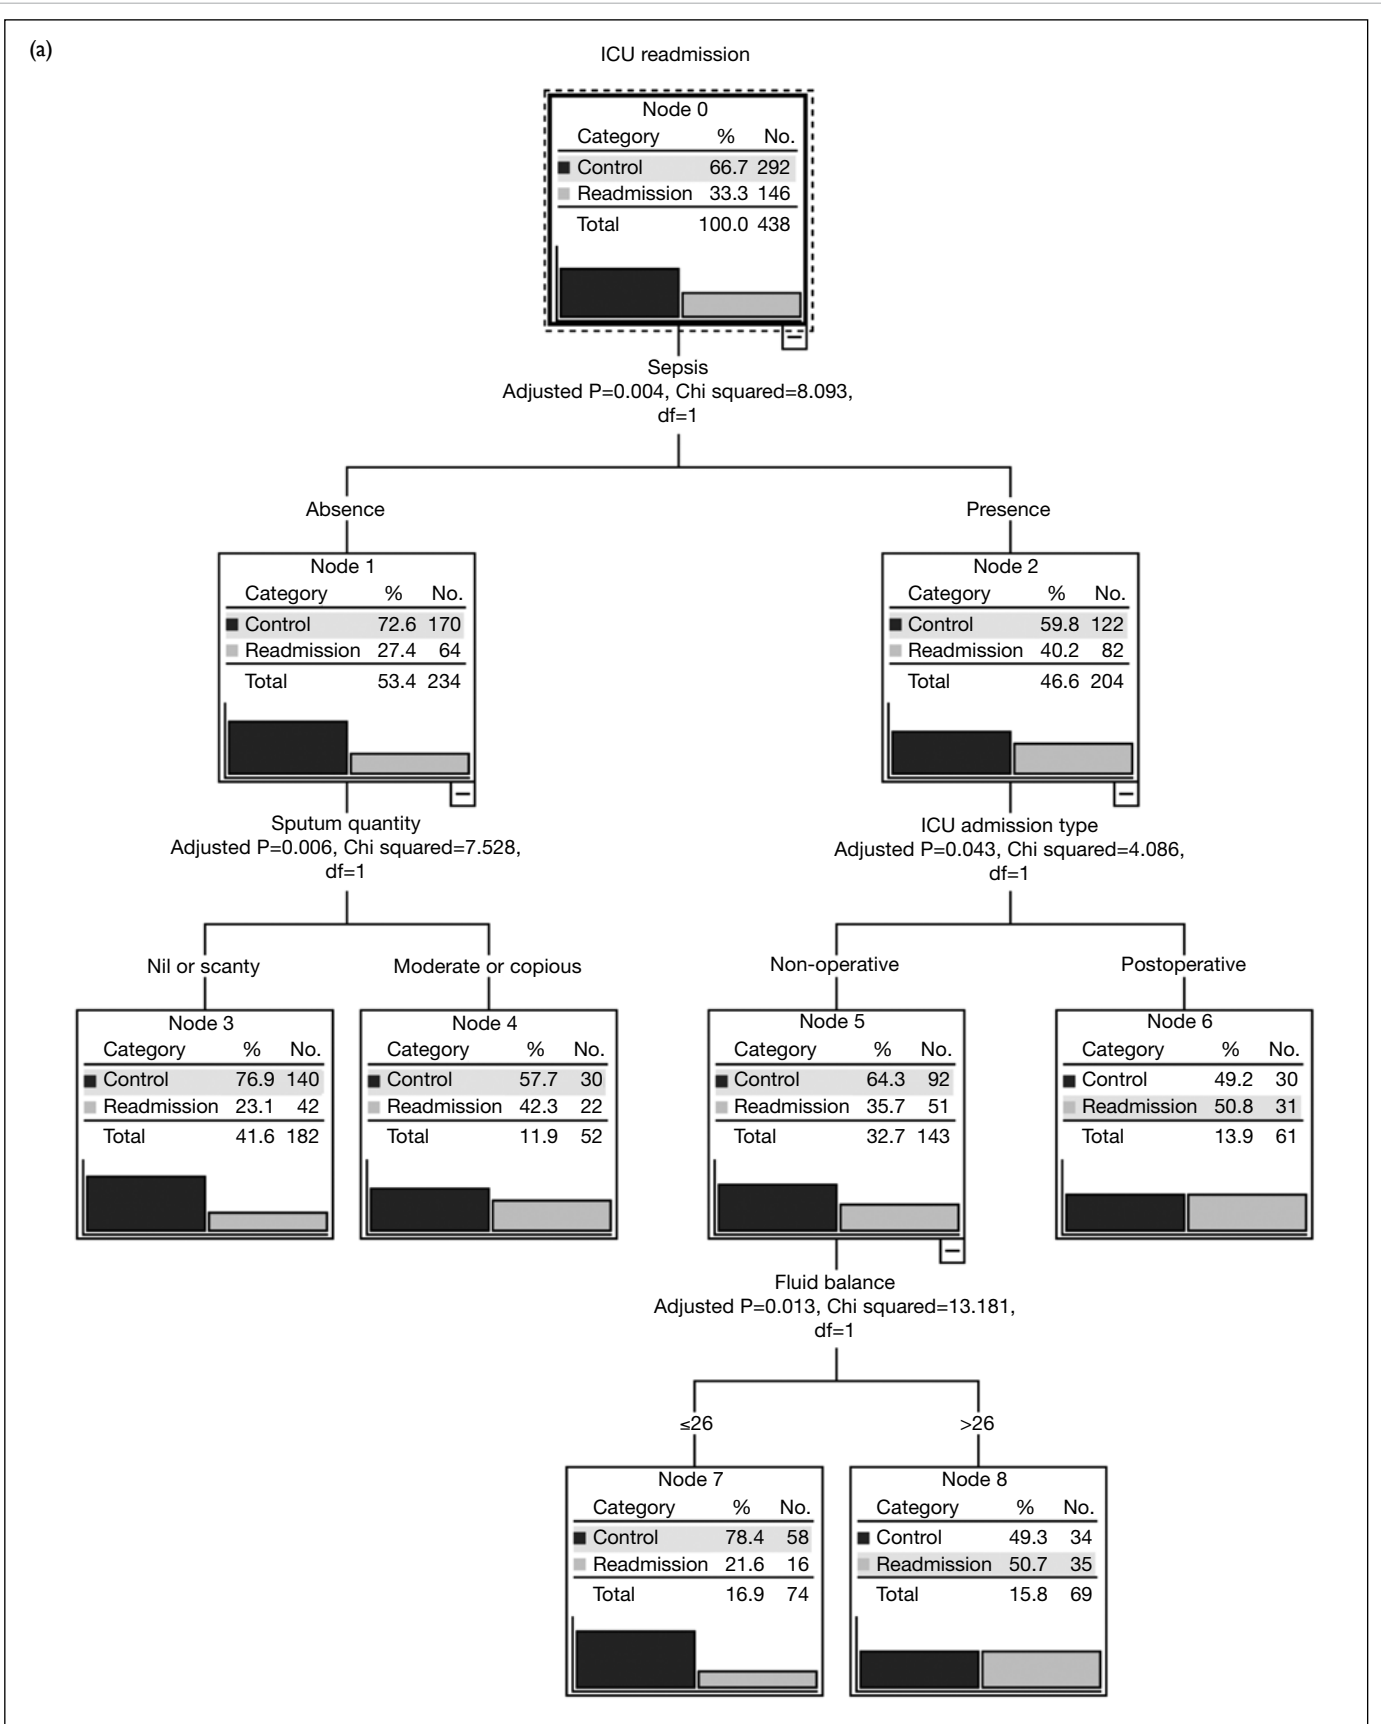 (a)
ICU readmission
Node 0
Category % No.
Control 66.7 292
Readmission 33.3 146
Total 100.0 438
Sepsis
Adjusted P=0.004, Chi squared=8.093,
df=1
Absence
Presence
Node 1
Category % No.
Control 72.6 170
Readmission 27.4 64
Total 53.4 234
Node 2
Category % No.
Control 59.8 122
Readmission 40.2 82
Total 46.6 204
Sputum quantity
Adjusted P=0.006, Chi squared=7.528,
df=1
ICU admission type
Adjusted P=0.043, Chi squared=4.086,
df=1
Nil or scanty
Moderate or copious
Non-operative
Postoperative
Node 3
Category % No.
Control 76.9 140
Readmission 23.1 42
Total 41.6 182
Node 4
Category % No.
Control 57.7 30
Readmission 42.3 22
Total 11.9 52
Node 5
Category % No.
Control 64.3 92
Readmission 35.7 51
Total 32.7 143
Node 6
Category % No.
Control 49.2 30
Readmission 50.8 31
Total 13.9 61
Fluid balance
Adjusted P=0.013, Chi squared=13.181,
df=1
≤26
>26
Node 7
Category % No.
Control 78.4 58
Readmission 21.6 16
Total 16.9 74
Node 8
Category % No.
Control 49.3 34
Readmission 50.7 35
Total 15.8 69